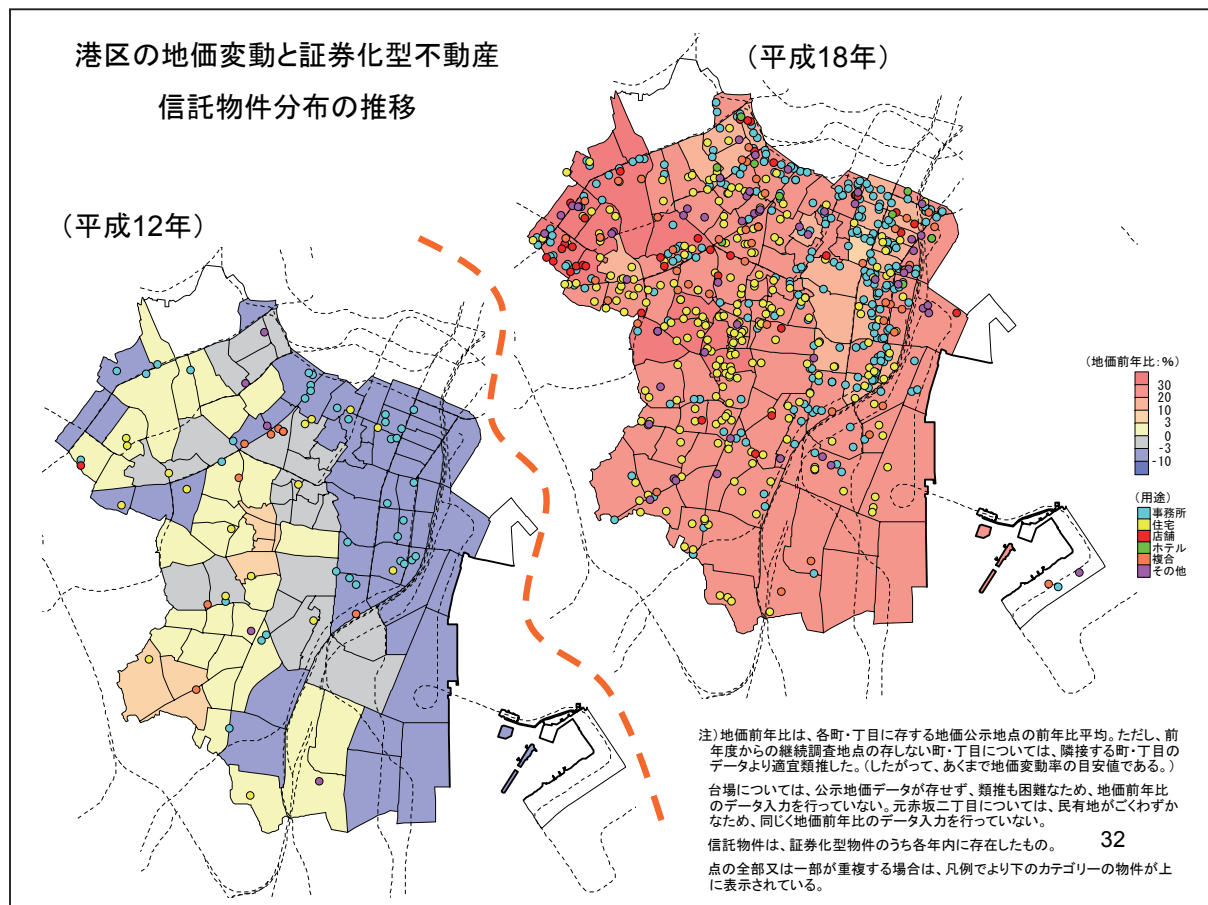 港区の地価変動と証券化型不動産
信託物件分布の推移
(平成18年)
(平成12年)
(地価前年比:%)
30
20
10
3
0
-3
-10
(用途)
事務所
住宅
店舗
ホテル
複合
その他
注)地価前年比は、各町・丁目に存する地価公示地点の前年比平均。ただし、前
年度からの継続調査地点の存しない町・丁目については、隣接する町・丁目の
データより適宜類推した。(したがって、あくまで地価変動率の目安値である。)
台場については、公示地価データが存せず、類推も困難なため、地価前年比
のデータ入力を行っていない。元赤坂二丁目については、民有地がごくわずか
なため、同じく地価前年比のデータ入力を行っていない。
信託物件は、証券化型物件のうち各年内に存在したもの。
32
点の全部又は一部が重複する場合は、凡例でより下のカテゴリーの物件が上
に表示されている。